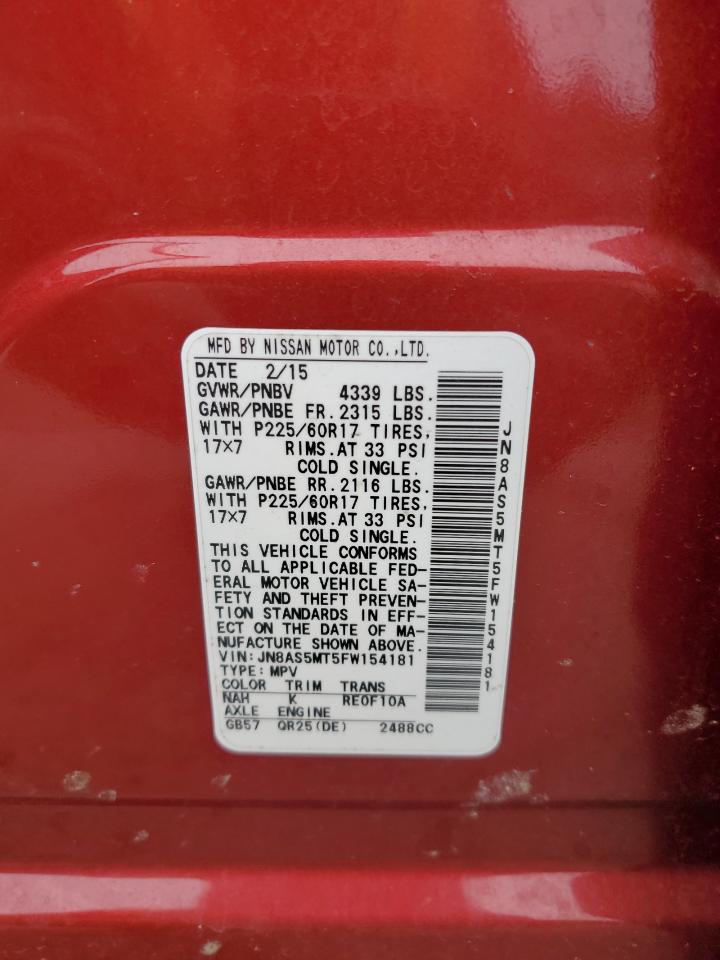 MFD BY NISSAN MOTOR CO.,LTD.
DATE 2/15
GVWR/PNBV 4339 LBS.
GAWR/PNBE FR. 2315 LBS.
WITH P225/60R17 TIRES,
17×7 RIMS.AT 33 PSI
COLD SINGLE.
GAWR/PNBE RR. 2116 LBS.
WITH P225/60R17 TIRES,
17×7 RIMS.AT 33 PSI
COLD SINGLE.
THIS VEHICLE CONFORMS
TO ALL APPLICABLE FED-
ERAL MOTOR VEHICLE SA-
FETY AND THEFT PREVEN-
TION STANDARDS IN EFF-
ECT ON THE DATE OF MA-
NUFACTURE SHOWN ABOVE.
VIN:JN8AS5MT5FW154181
TYPE:MPV
COLOR TRIM TRANS
NAH K RE0F10A
AXLE ENGINE
GB57 QR25(DE) 2488CC
JN8AS5MT5FW154181